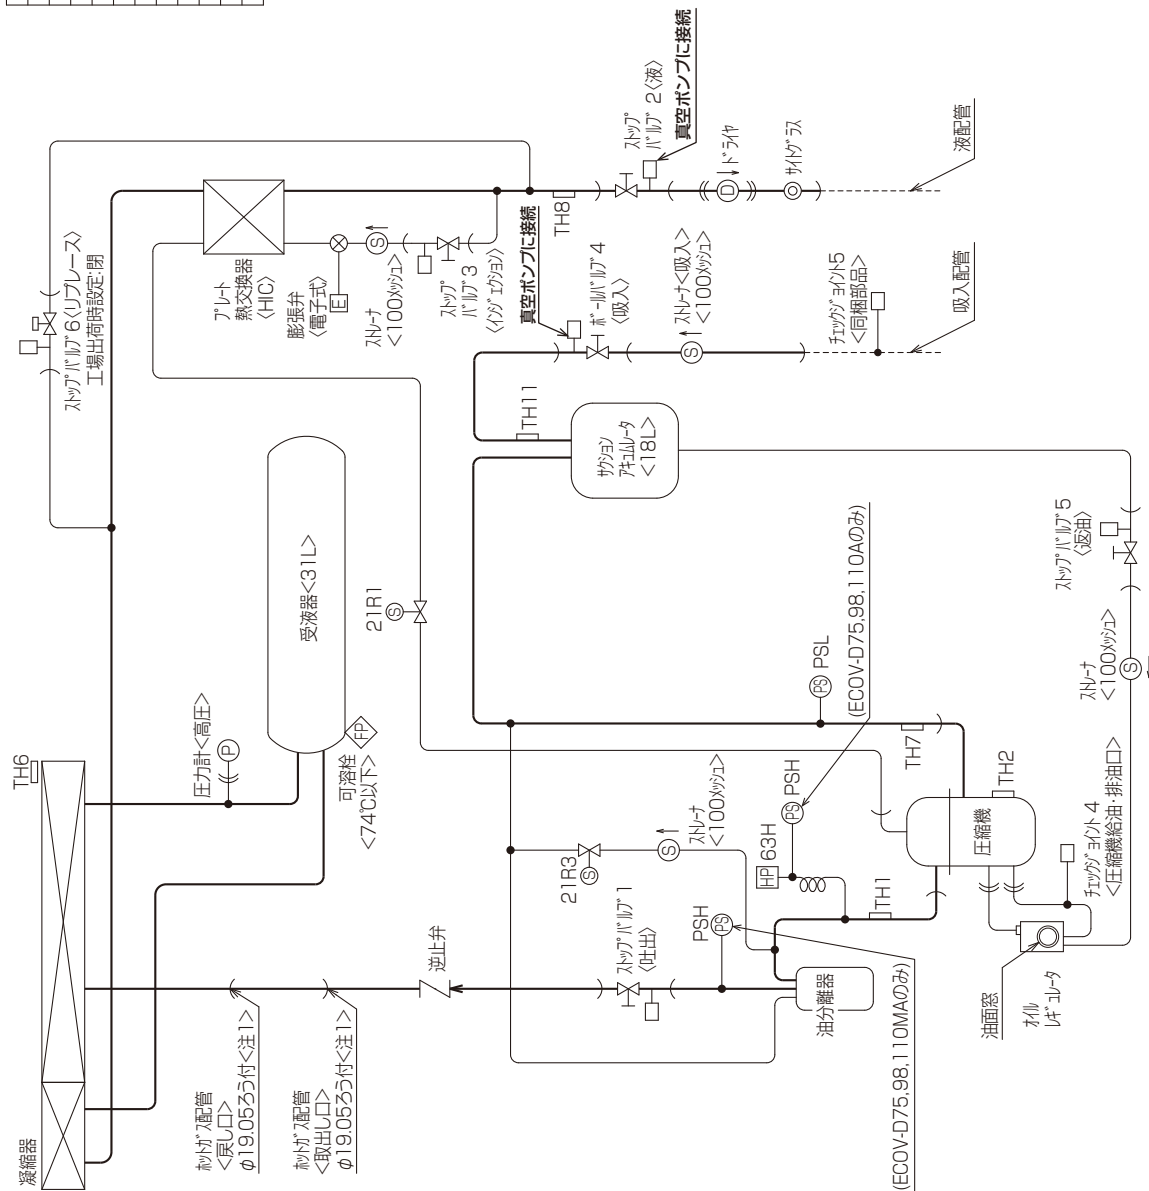 凝縮器
TH6
圧力計<高圧>
P
受液器<31L>
FP
可溶栓
<74℃以下>
ストップバルブ6<リプレース>
工場出荷時設定:閉
プレート
熱交換器
<HIC>
膨張弁
<電子式>
E
ストレーナ
<100メッシュ>
S
ストップ
バルブ3
<インジェクション>
TH8
ストップ
バルブ2<液>
真空ポンプに接続
D
ドライヤ
サイトグラス
液配管
真空ポンプに接続
ボールバルブ4
<吸入>
ストレーナ<吸入>
<100メッシュ>
S
チェックジョイント5
<同梱部品>
吸入配管
TH11
サクション
アキュムレータ
<18L>
21R1
S
ホットガス配管
<戻し口>
φ19.05ろう付<注1>
ホットガス配管
<取出し口>
φ19.05ろう付<注1>
逆止弁
ストップバルブ1
<吐出>
PSH
PS
(ECOV-D75,98,110MAのみ)
油分離器
21R3
S
ストレーナ
<100メッシュ>
S
HP
63H
PS
PSH
(ECOV-D75,98,110Aのみ)
PS
PSL
TH1
TH7
TH2
圧縮機
チェックジョイント4
<圧縮機給油・排油口>
油面窓
オイル
レギュレータ
ストレーナ
<100メッシュ>
S
ストップバルブ5
<返油>